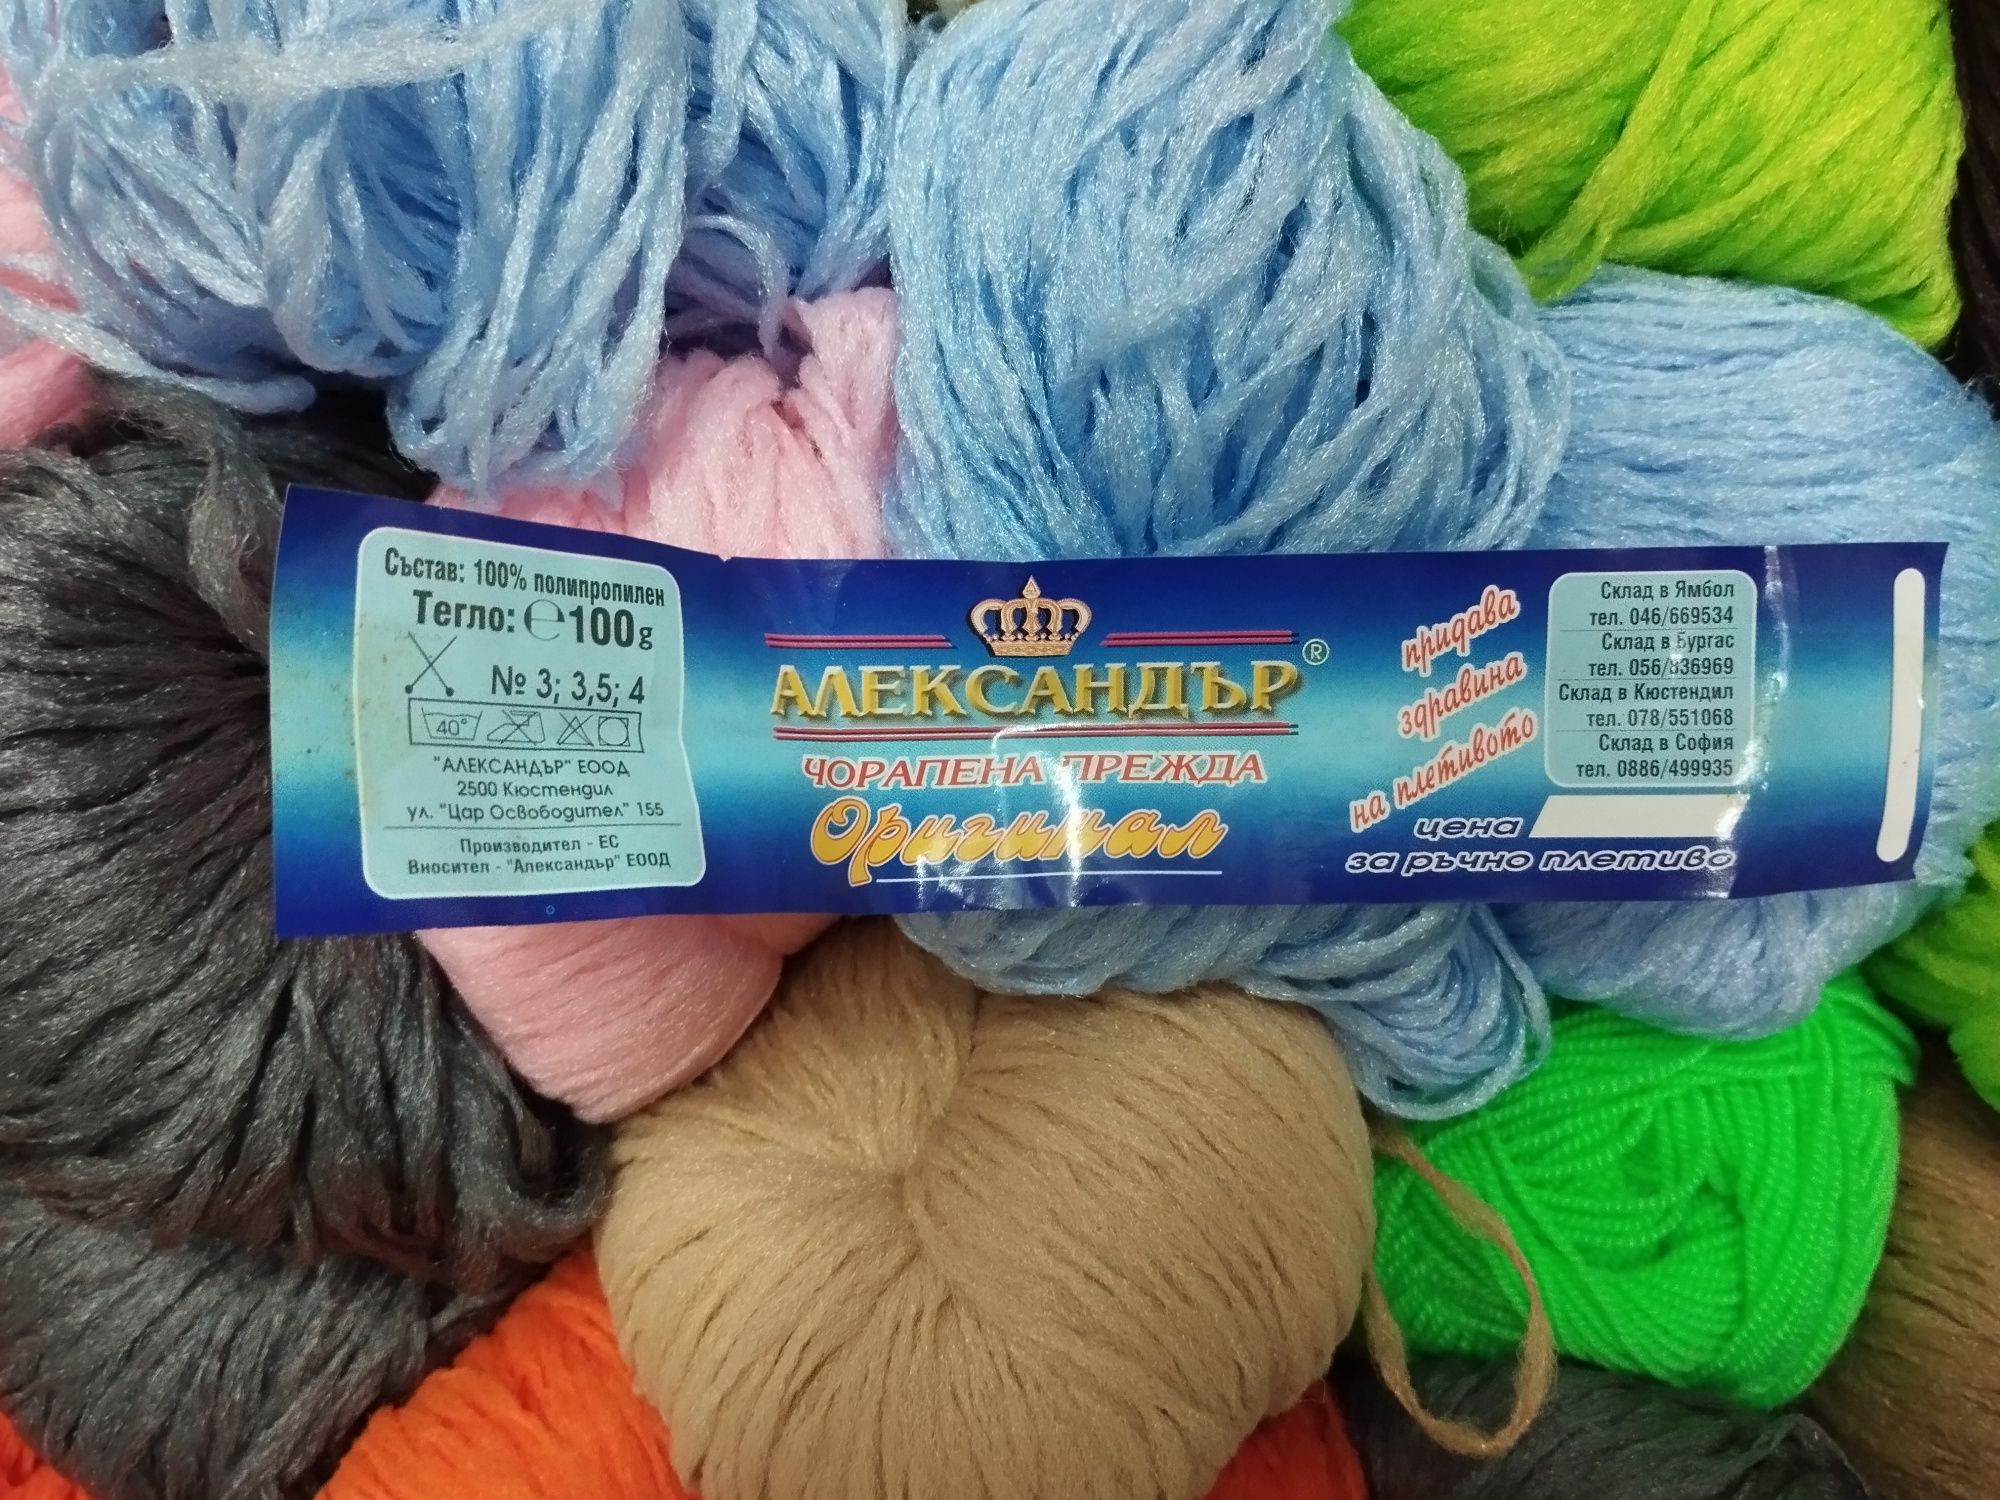 Състав: 100% полипропилен
Тегло: ℮100g
№ 3; 3,5; 4
40°
"АЛЕКСАНДЪР" ЕООД
2500 Кюстендил
ул. "Цар Освободител" 155
Производител - ЕС
Вносител - "Александър" ЕООД
АЛЕКСАНДЪР®
ЧОРАПЕНА ПРЕЖДА
Оригинал
придава
здравина
на плетивото
цена
за ръчно плетиво
Склад в Ямбол
тел. 046/669534
Склад в Бургас
тел. 056/836969
Склад в Кюстендил
тел. 078/551068
Склад в София
тел. 0886/499935